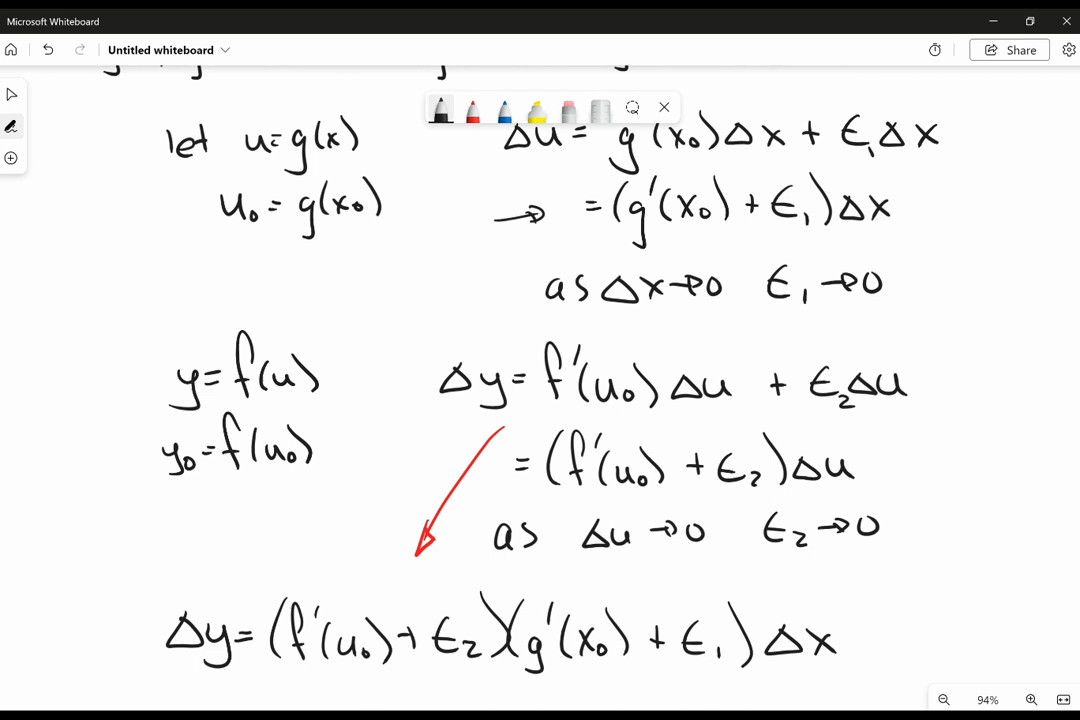 Microsoft Whiteboard
Untitled whiteboard
Share
let u = g(x)
Δu = g'(x₀)Δx + ε₁Δx
u₀ = g(x₀)
→ = (g'(x₀) + ε₁)Δx
as Δx → 0 ε₁ → 0
y = f(u)
Δy = f'(u₀)Δu + ε₂Δu
y₀ = f(u₀)
= (f'(u₀) + ε₂)Δu
as Δu → 0 ε₂ → 0
Δy = (f'(u₀) + ε₂)(g'(x₀) + ε₁)Δx
94%